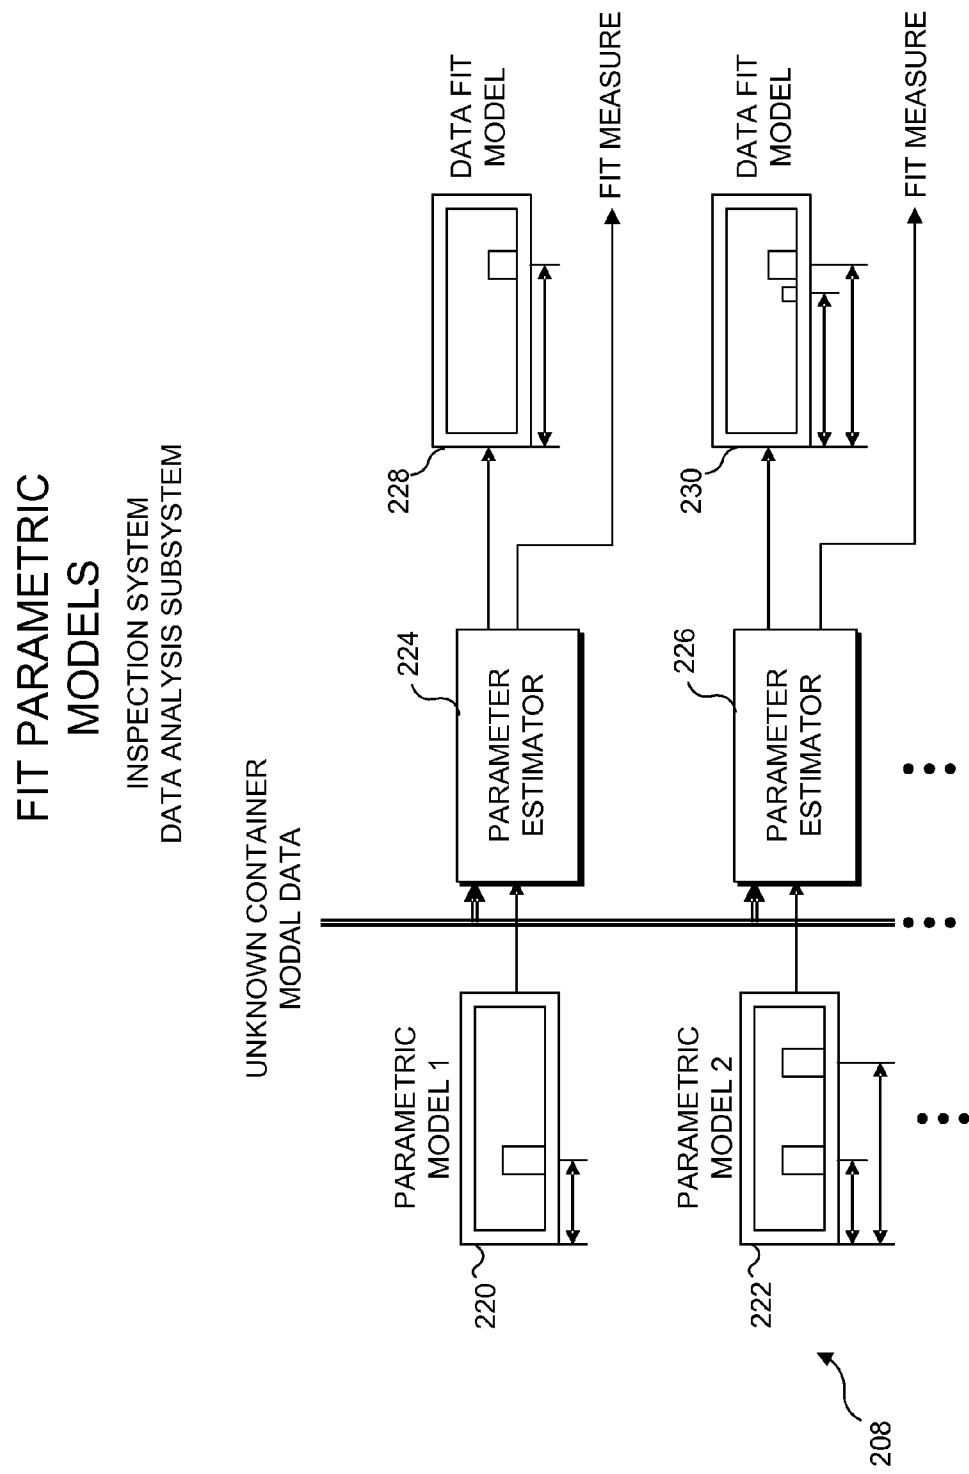 FIT PARAMETRIC
MODELS
INSPECTION SYSTEM
DATA ANALYSIS SUBSYSTEM
UNKNOWN CONTAINER
MODAL DATA
PARAMETRIC
MODEL 1
220
224
PARAMETER
ESTIMATOR
228
DATA FIT
MODEL
FIT MEASURE
PARAMETRIC
MODEL 2
222
226
PARAMETER
ESTIMATOR
230
DATA FIT
MODEL
FIT MEASURE
208